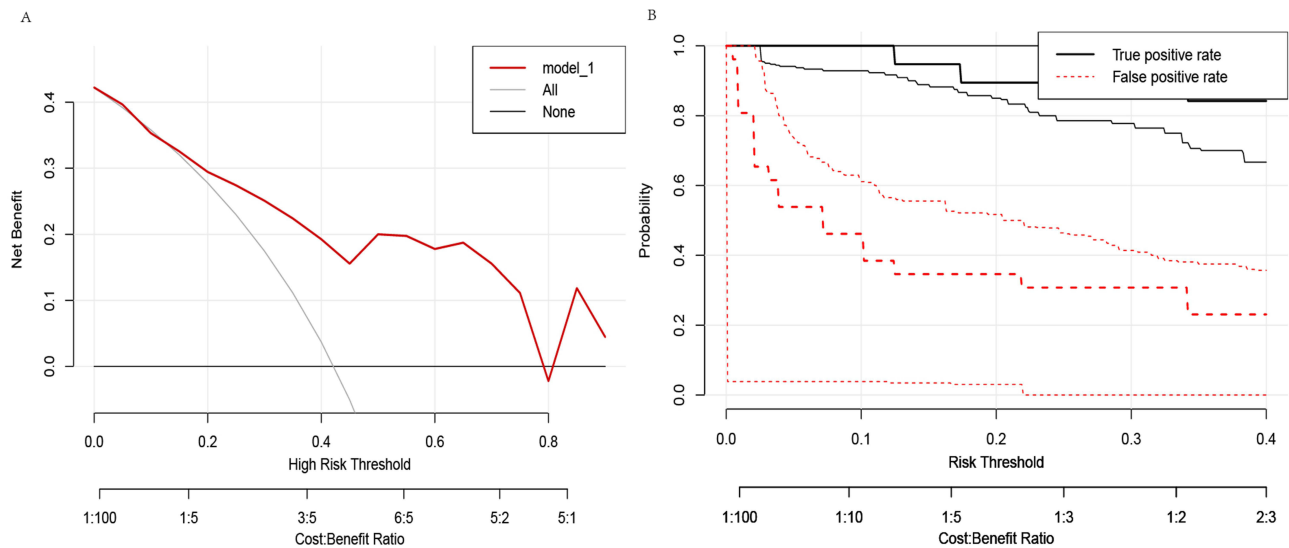 A
model_1
All
None
Net Benefit
0.4
0.3
0.2
0.1
0.0
0.0 0.2 0.4 0.6 0.8
High Risk Threshold
1:100 1:5 3:5 6:5 5:2 5:1
Cost:Benefit Ratio
B
True positive rate
False positive rate
Probability
1.0
0.8
0.6
0.4
0.2
0.0
0.0 0.1 0.2 0.3 0.4
Risk Threshold
1:100 1:10 1:5 1:3 1:2 2:3
Cost:Benefit Ratio